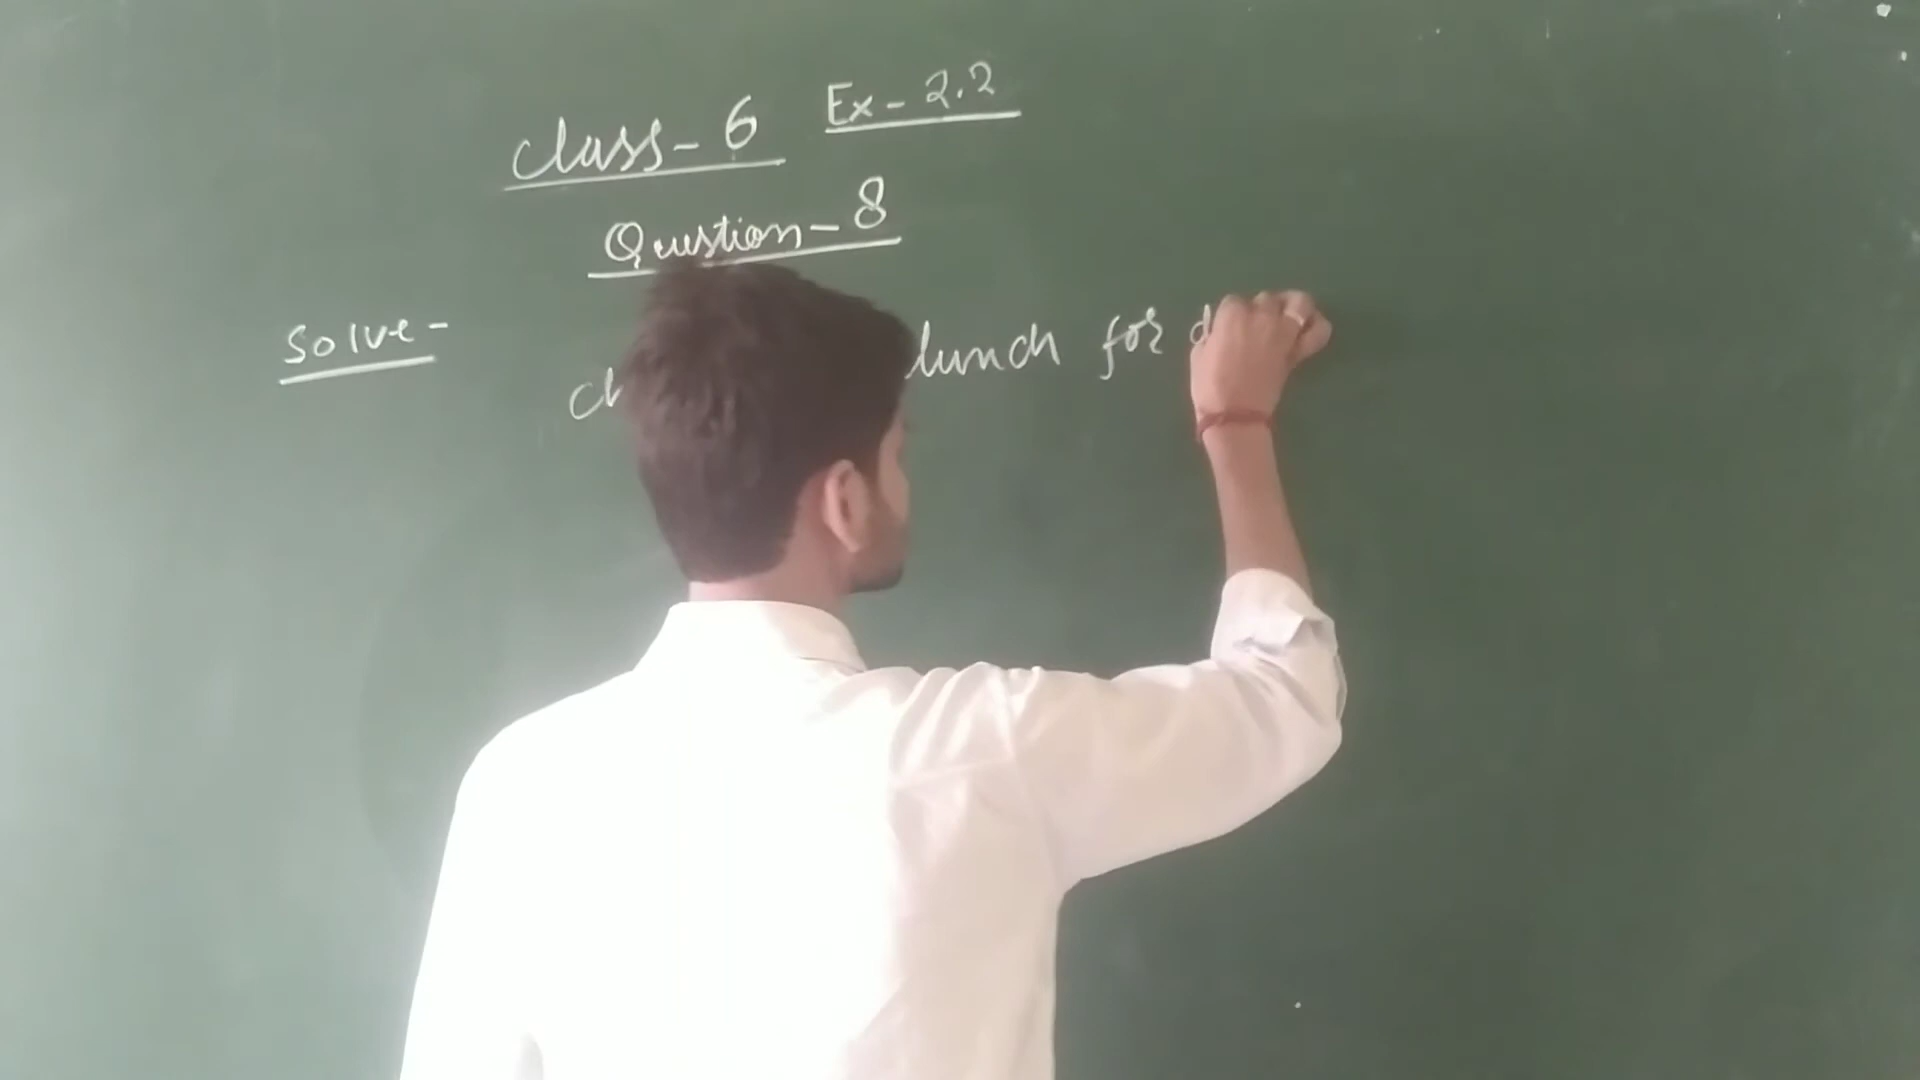 Class-6 Ex-2.2
Question-8
Solve-
lunch for